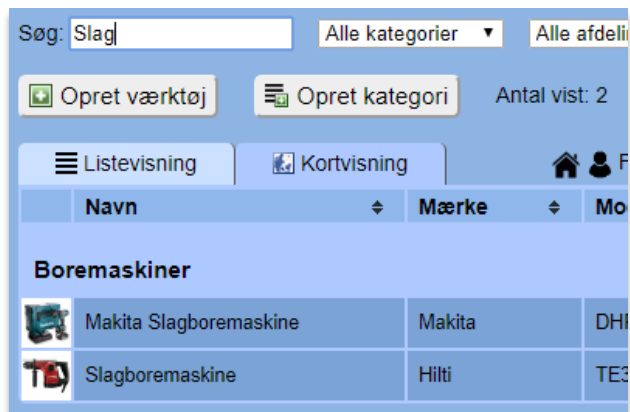 Søg: Slag Alle kategorier Alle
Opret værktøj Opret kategori Antal vist: 2
Listevisning Kortvisning
Navn Mærke
Boremaskiner
Makita Slagboremaskine Makita
Slagboremaskine Hilti